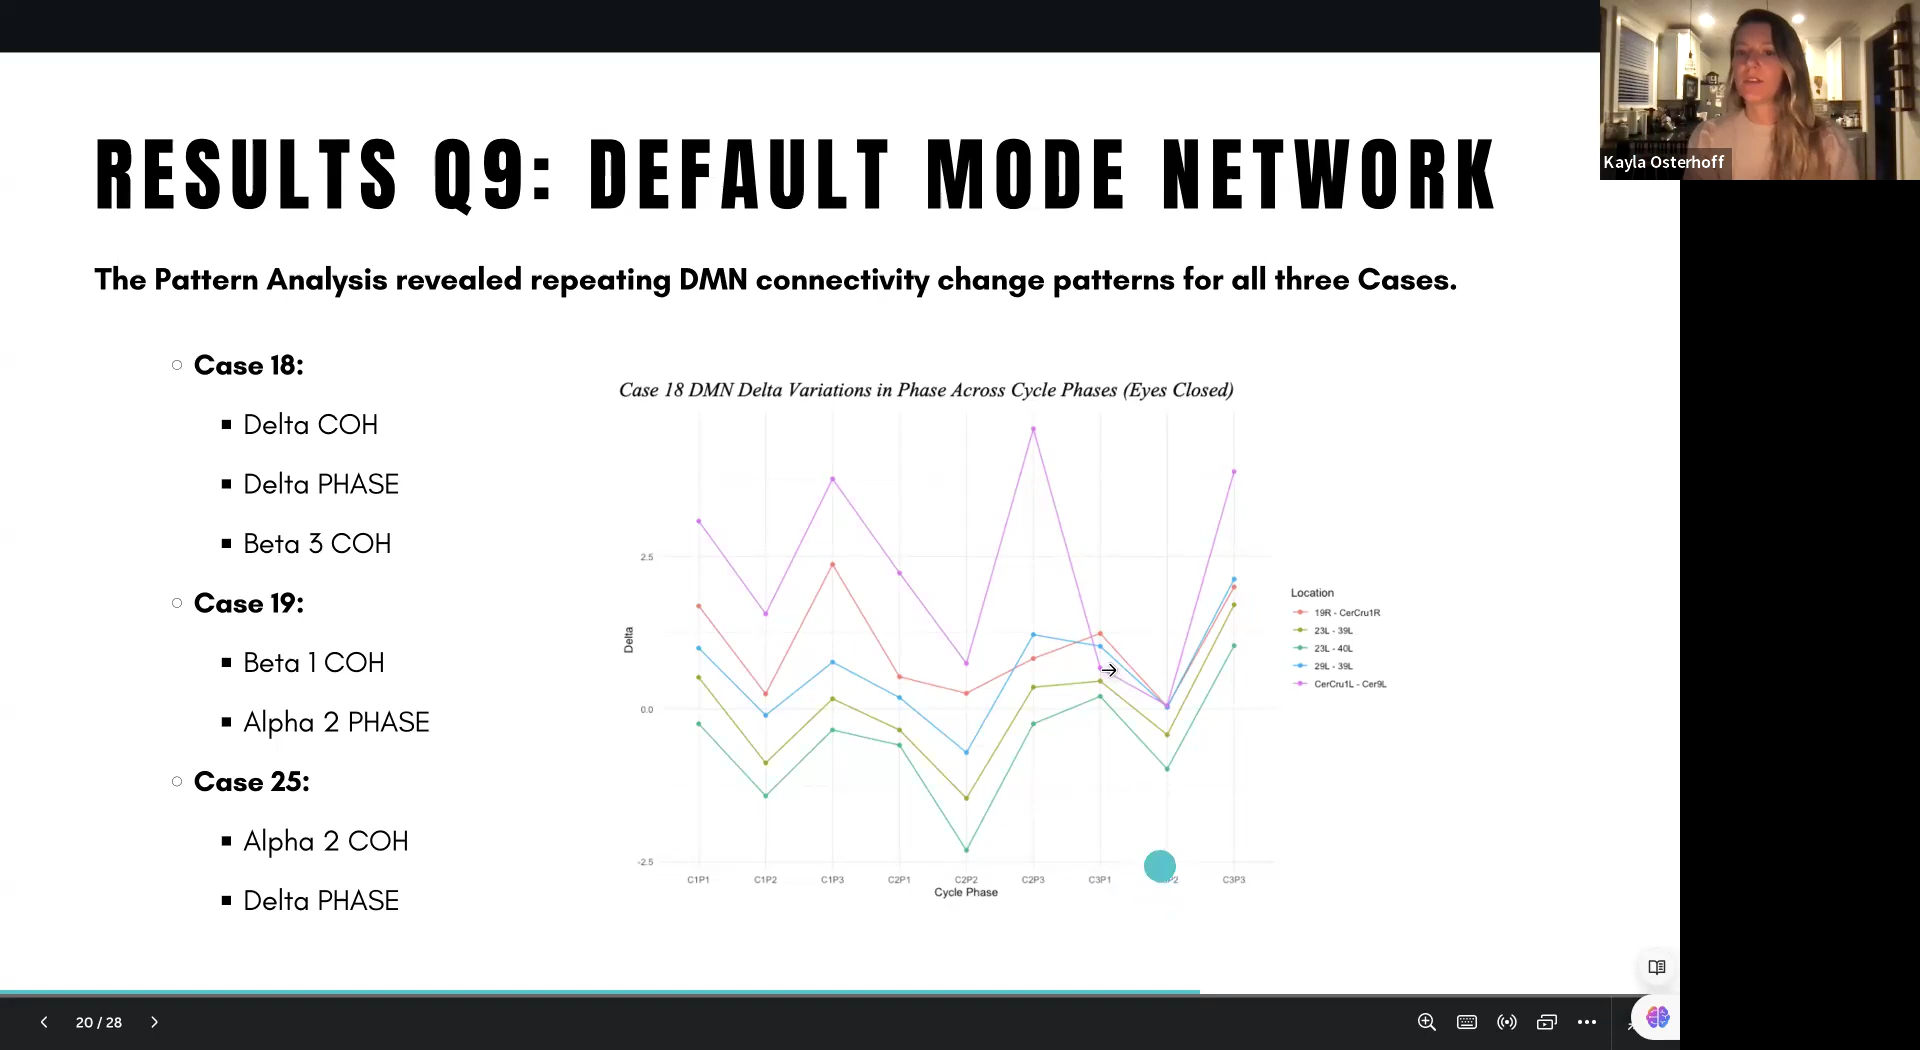 Kayla Osterhoff
RESULTS Q9: DEFAULT MODE NETWORK
The Pattern Analysis revealed repeating DMN connectivity change patterns for all three Cases.
Case 18:
Delta COH
Delta PHASE
Beta 3 COH
Case 19:
Beta 1 COH
Alpha 2 PHASE
Case 25:
Alpha 2 COH
Delta PHASE
Case 18 DMN Delta Variations in Phase Across Cycle Phases (Eyes Closed)
Delta
2.5
0.0
-2.5
C1P1 C1P2 C1P3 C2P1 C2P2 C2P3 C3P1 P2 C3P3
Cycle Phase
Location
19R - CerCru1R
23L - 39L
23L - 40L
29L - 39L
CerCru1L - Cer9L
20 / 28